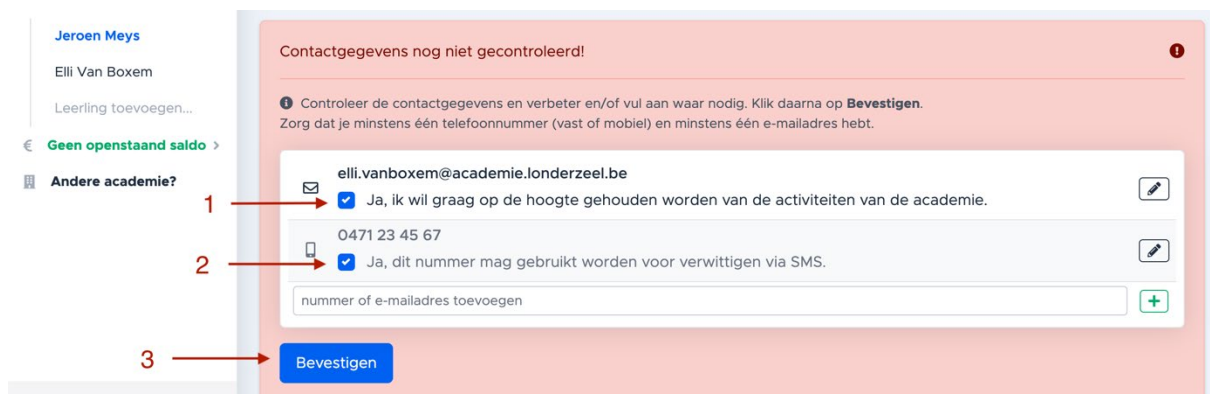 Jeroen Meys
Elli Van Boxem
Leerling toevoegen...
€ Geen openstaand saldo >
Andere academie?
Contactgegevens nog niet gecontroleerd!
Controleer de contactgegevens en verbeter en/of vul aan waar nodig. Klik daarna op Bevestigen.
Zorg dat je minstens één telefoonnummer (vast of mobiel) en minstens één e-mailadres hebt.
elli.vanboxem@academie.londerzeel.be
1
Ja, ik wil graag op de hoogte gehouden worden van de activiteiten van de academie.
0471 23 45 67
2
Ja, dit nummer mag gebruikt worden voor verwittigen via SMS.
nummer of e-mailadres toevoegen
3
Bevestigen